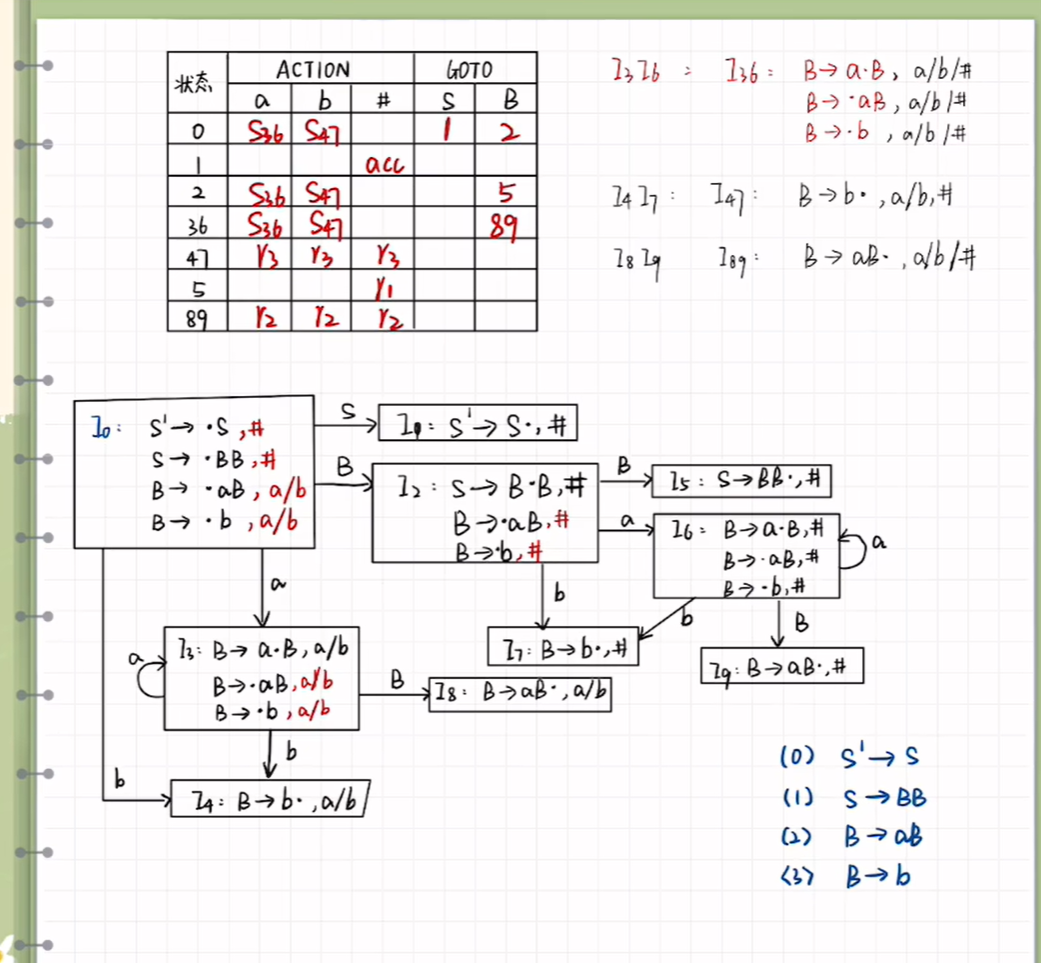 状态 ACTION GOTO
a b # S B
0 S36 S47 1 2
1 acc
2 S36 S47 5
36 S36 S47 89
47 r3 r3 r3
5 r1
89 r2 r2 r2
I3 I6 : I36 : B→a·B, a/b/#
B→·aB, a/b/#
B→·b , a/b/#
I4 I7 : I47 : B→b· , a/b,#
I8 I9 I89 : B→aB· , a/b/#
I0: S'→·S ,#
S→·BB ,#
B→·aB , a/b
B→·b , a/b
S
I1: S'→S·, #
B
I2: S→B·B, #
B→·aB, #
B→·b, #
B
I5: S→BB·, #
a
I6: B→a·B, #
B→·aB, #
B→·b, #
a
a
b
b
B
I3: B→a·B, a/b
B→·aB, a/b
B→·b, a/b
a
I7: B→b·, #
I9: B→aB·, #
B
I8: B→aB·, a/b
b
b
I4: B→b· , a/b
(0) S'→S
(1) S→BB
(2) B→aB
(3) B→b